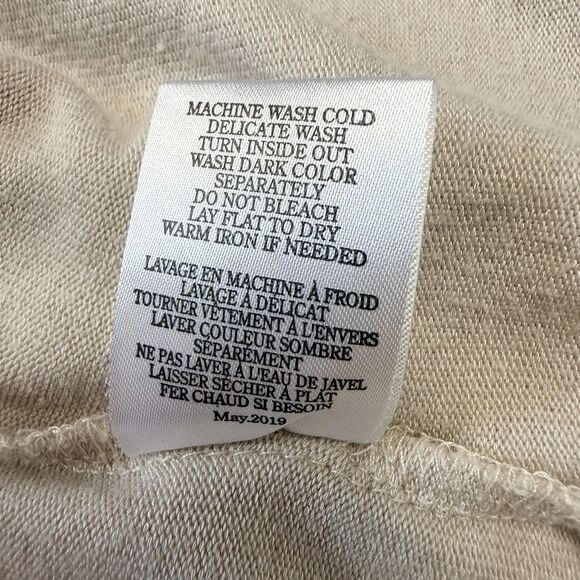 MACHINE WASH COLD
DELICATE WASH
TURN INSIDE OUT
WASH DARK COLOR
SEPARATELY
DO NOT BLEACH
LAY FLAT TO DRY
WARM IRON IF NEEDED
LAVAGE EN MACHINE À FROID
LAVAGE À DELICAT
TOURNER VÊTEMENT À L'ENVERS
LAVER COULEUR SOMBRE
SÉPARÉMENT
NE PAS LAVER À L'EAU DE JAVEL
LAISSER SÉCHER À PLAT
FER CHAUD SI BESOIN
May.2019